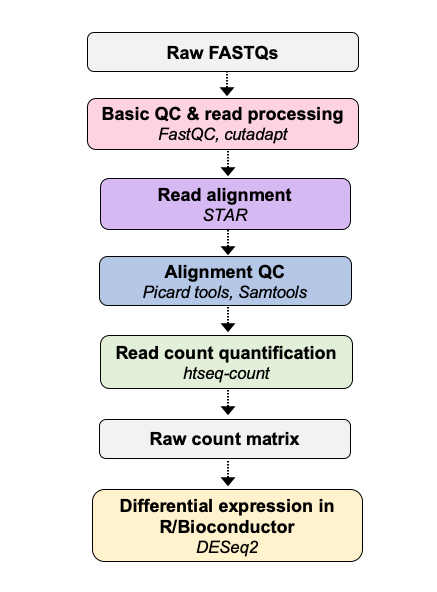 Raw FASTQs
Basic QC & read processing
FastQC, cutadapt
Read alignment
STAR
Alignment QC
Picard tools, Samtools
Read count quantification
htseq-count
Raw count matrix
Differential expression in
R/Bioconductor
DESeq2